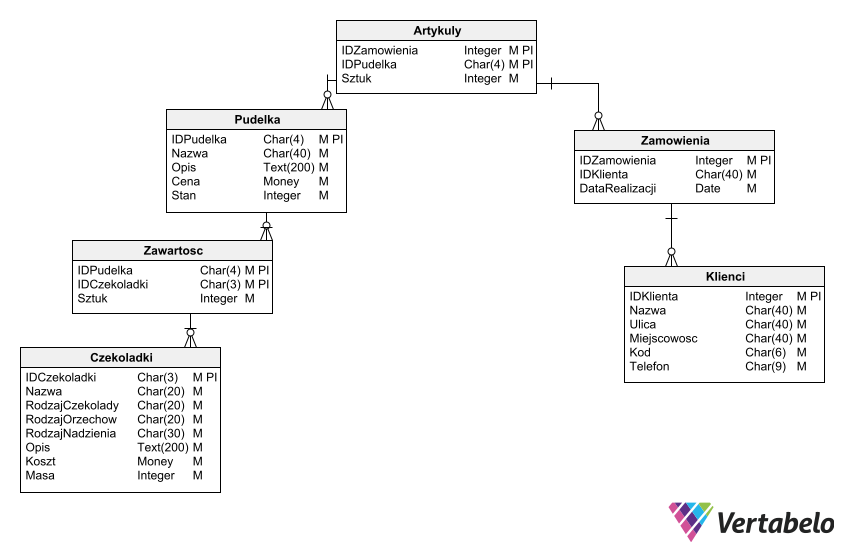 Artykuly
IDZamowienia Integer M PI
IDPudelka Char(4) M PI
Sztuk Integer M
Pudelka
IDPudelka Char(4) M PI
Nazwa Char(40) M
Opis Text(200) M
Cena Money M
Stan Integer M
Zamowienia
IDZamowienia Integer M PI
IDKlienta Char(40) M
DataRealizacji Date M
Zawartosc
IDPudelka Char(4) M PI
IDCzekoladki Char(3) M PI
Sztuk Integer M
Klienci
IDKlienta Integer M PI
Nazwa Char(40) M
Ulica Char(40) M
Miejscowosc Char(40) M
Kod Char(6) M
Telefon Char(9) M
Czekoladki
IDCzekoladki Char(3) M PI
Nazwa Char(20) M
RodzajCzekolady Char(20) M
RodzajOrzechow Char(20) M
RodzajNadzienia Char(30) M
Opis Text(200) M
Koszt Money M
Masa Integer M
Vertabelo